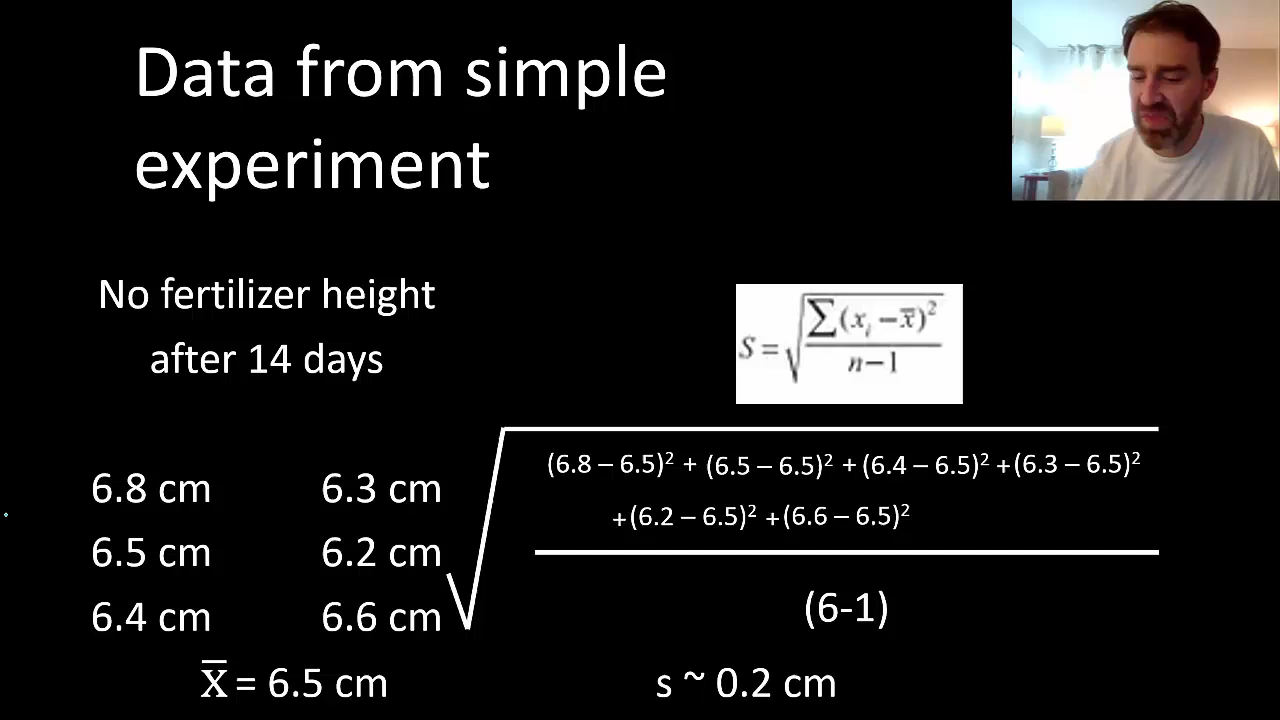 Data from simple
experiment
No fertilizer height
after 14 days
S = √ ∑(xᵢ – x̅)² / n–1
6.8 cm 6.3 cm
6.5 cm 6.2 cm
6.4 cm 6.6 cm
x̅ = 6.5 cm
(6.8 – 6.5)² + (6.5 – 6.5)² + (6.4 – 6.5)² + (6.3 – 6.5)²
+ (6.2 – 6.5)² + (6.6 – 6.5)²
(6-1)
s ~ 0.2 cm